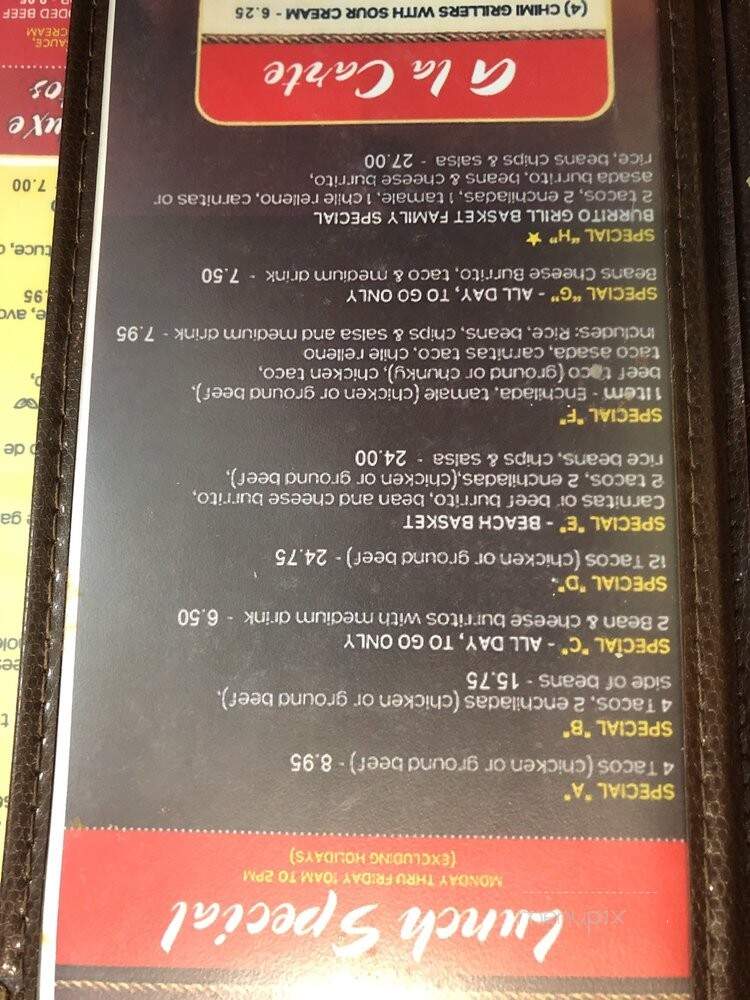 Lunch Special
MONDAY THRU FRIDAY 10AM TO 2PM
(EXCLUDING HOLIDAYS)
SPECIAL "A"
4 Tacos (chicken or ground beef) - 8.95
SPECIAL "B"
4 Tacos, 2 enchiladas (chicken or ground beef),
side of beans - 15.75
SPECIAL "C" - ALL DAY, TO GO ONLY
2 Bean & cheese burritos with medium drink - 6.50
SPECIAL "D"
12 Tacos (chicken or ground beef) - 24.75
SPECIAL "E" - BEACH BASKET
Carnitas or beef burrito, bean and cheese burrito,
2 tacos, 2 enchiladas,(chicken or ground beef),
rice beans, chips & salsa - 24.00
SPECIAL "F"
1 Item - Enchilada, tamale (chicken or ground beef),
beef taco (ground or chunky), chicken taco,
taco asada, carnitas taco, chile relleno
Includes: Rice, beans, chips & salsa and medium drink - 7.95
SPECIAL "G" - ALL DAY, TO GO ONLY
Beans Cheese Burrito, taco & medium drink - 7.50
SPECIAL "H" ★
BURRITO GRILL BASKET FAMILY SPECIAL
2 tacos, 2 enchiladas, 1 tamale, 1 chile relleno, carnitas or
asada burrito, beans & cheese burrito,
rice, beans chips & salsa - 27.00
A la Carte
(4) CHIMI GRILLERS WITH SOUR CREAM - 6.25
7.00
menupix